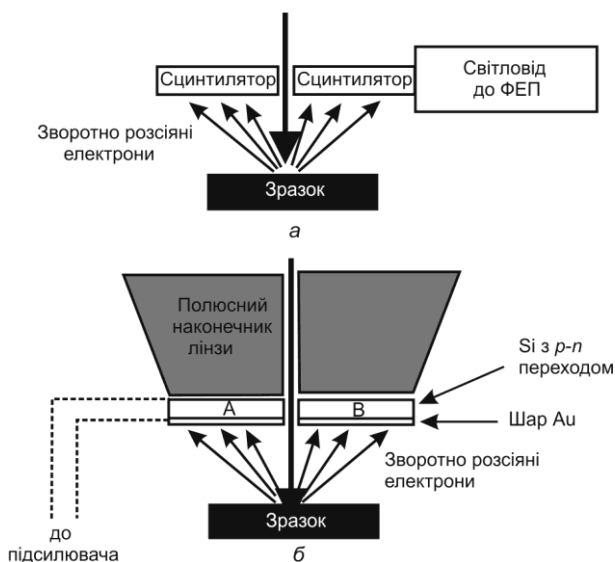 Сцинтилятор
Сцинтилятор
Світловід
до ФЕП
Зворотно розсіяні
електрони
Зразок
а
Полюсний
наконечник
лінзи
Si з p-n
переходом
А
В
Шар Au
Зворотно розсіяні
електрони
Зразок
до
підсилювача
б